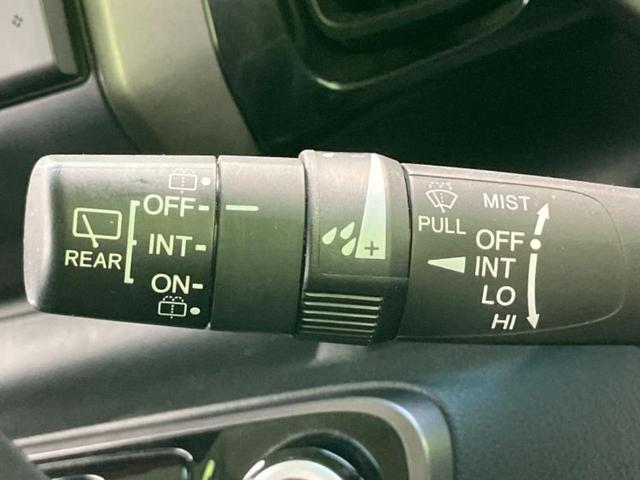 REAR
OFF
INT
ON
+
PULL
MIST
OFF
INT
LO
HI